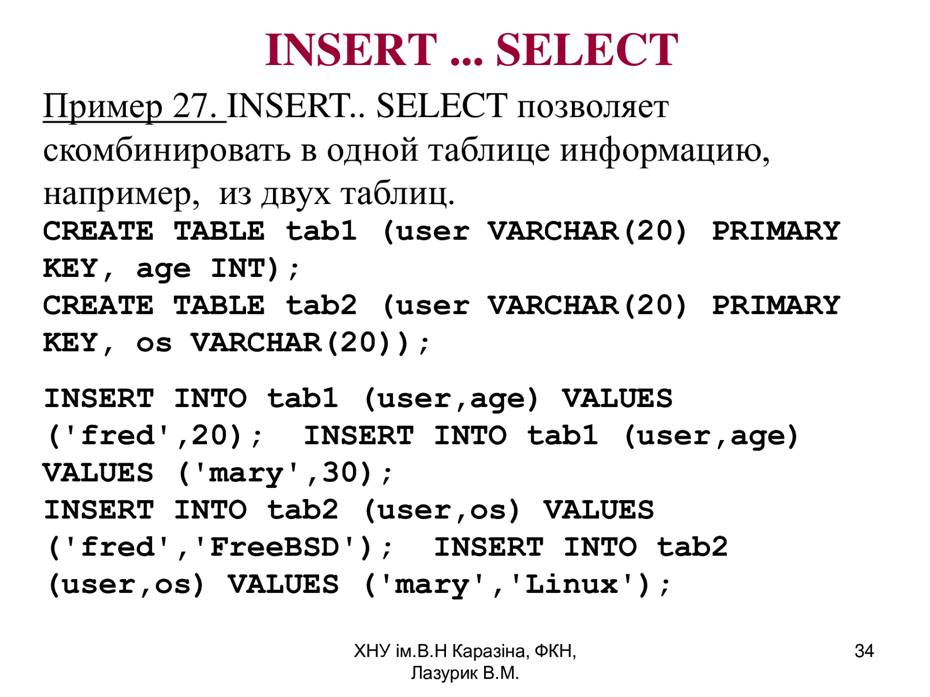 INSERT ... SELECT
Пример 27. INSERT.. SELECT позволяет
скомбинировать в одной таблице информацию,
например, из двух таблиц.
CREATE TABLE tab1 (user VARCHAR(20) PRIMARY
KEY, age INT);
CREATE TABLE tab2 (user VARCHAR(20) PRIMARY
KEY, os VARCHAR(20));
INSERT INTO tab1 (user,age) VALUES
('fred',20); INSERT INTO tab1 (user,age)
VALUES ('mary',30);
INSERT INTO tab2 (user,os) VALUES
('fred','FreeBSD'); INSERT INTO tab2
(user,os) VALUES ('mary','Linux');
ХНУ ім.В.Н Каразіна, ФКН,
Лазурик В.М.
34